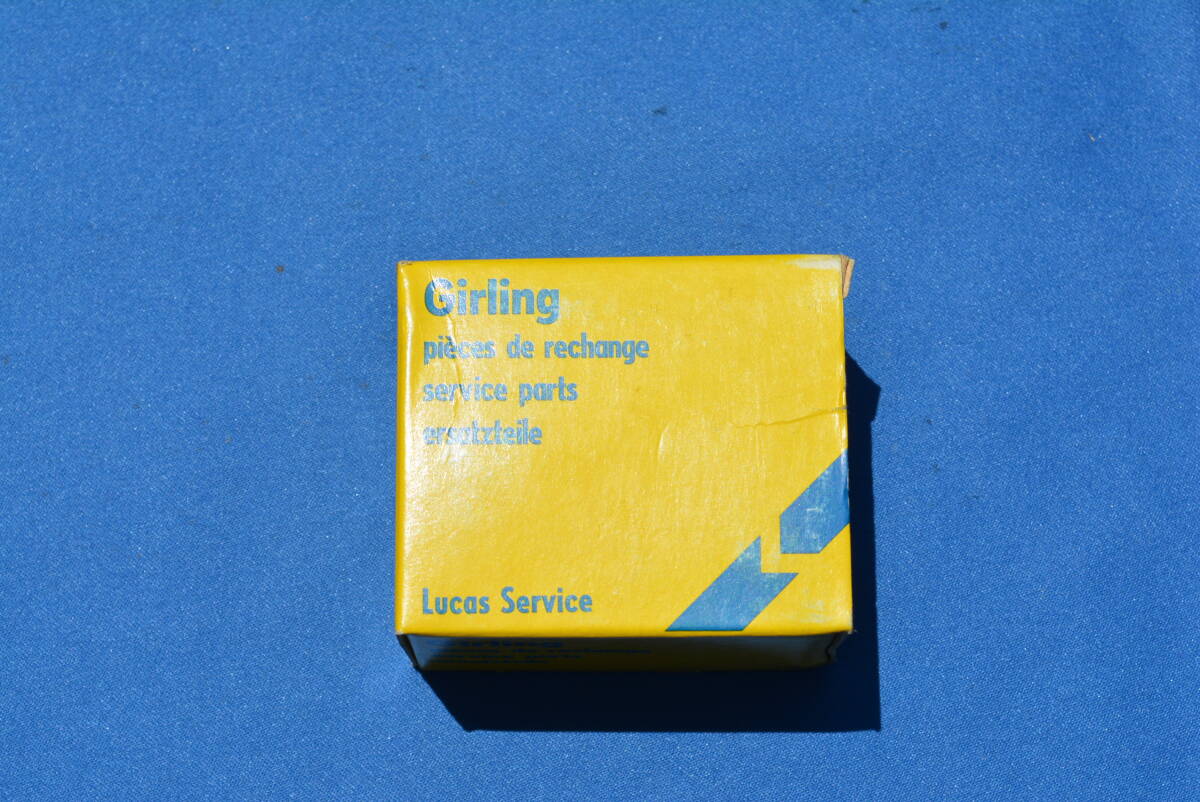 Girling
pièces de rechange
service parts
ersatzteile
Lucas Service